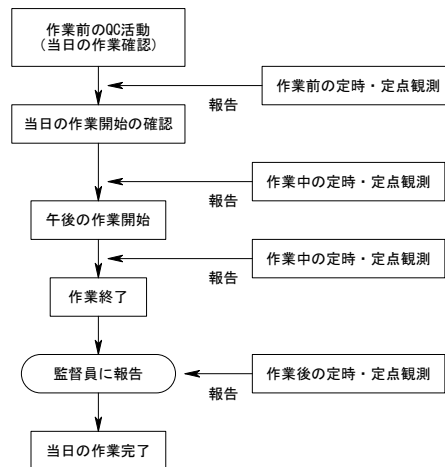 作業前のQC活動
(当日の作業確認)
作業前の定時・定点観測
報告
当日の作業開始の確認
作業中の定時・定点観測
報告
午後の作業開始
作業中の定時・定点観測
報告
作業終了
監督員に報告
作業後の定時・定点観測
報告
当日の作業完了